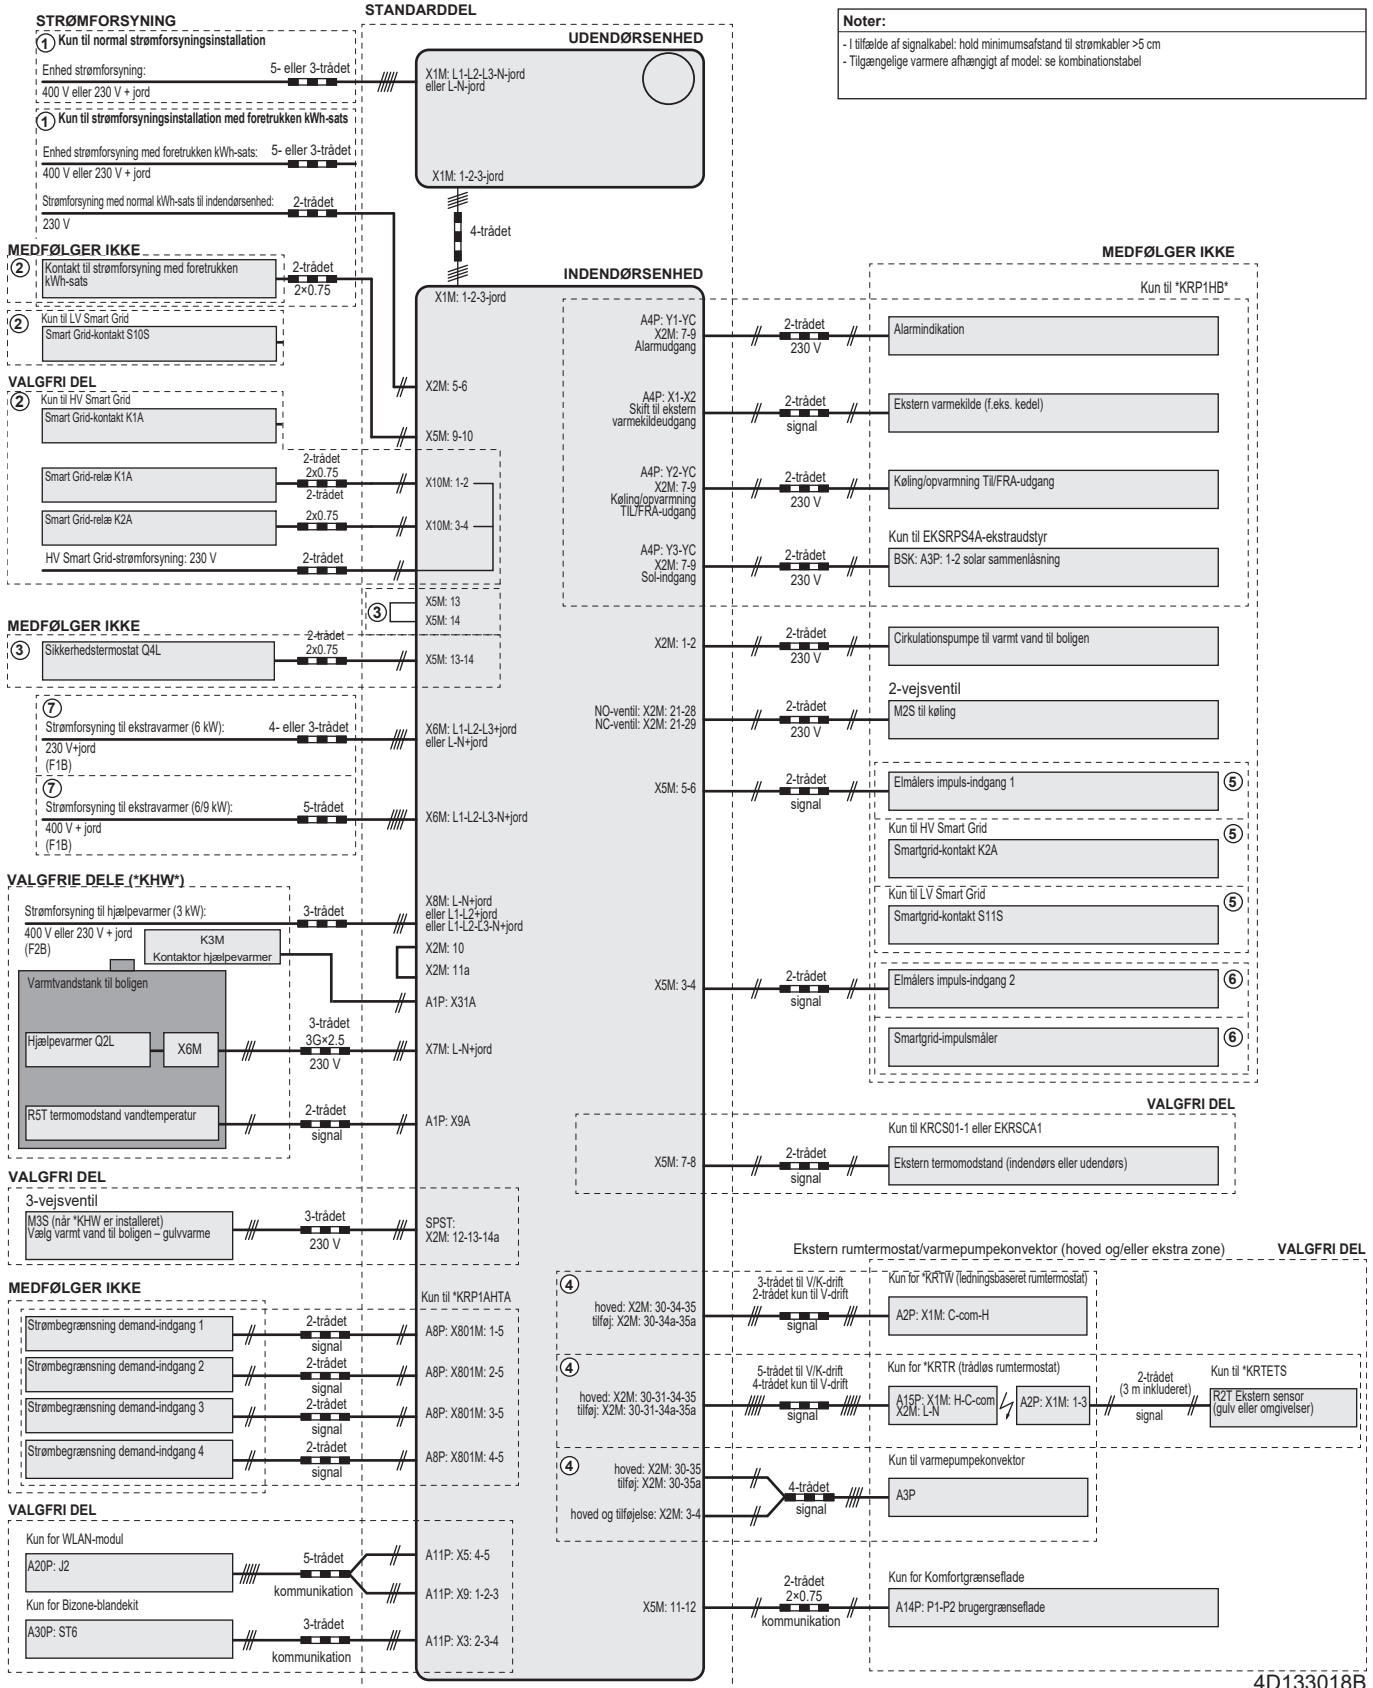 STRØMFORSYNING
1 Kun til normal strømforsyningsinstallation
Enhed strømforsyning:
5- eller 3-trådet
400 V eller 230 V + jord
1 Kun til strømforsyningsinstallation med foretrukken kWh-sats
Enhed strømforsyning med foretrukken kWh-sats:
5- eller 3-trådet
400 V eller 230 V + jord
Strømforsyning med normal kWh-sats til indendørsenhed:
2-trådet
230 V
MEDFØLGER IKKE
2
Kontakt til strømforsyning med foretrukken
kWh-sats
2-trådet
2×0.75
2
Kun til LV Smart Grid
Smart Grid-kontakt S10S
VALGFRI DEL
2
Kun til HV Smart Grid
Smart Grid-kontakt K1A
Smart Grid-relæ K1A
2-trådet
2x0.75
2-trådet
Smart Grid-relæ K2A
2x0.75
HV Smart Grid-strømforsyning: 230 V
2-trådet
MEDFØLGER IKKE
3
Sikkerhedstermostat Q4L
2-trådet
2x0.75
7
Strømforsyning til ekstravarmer (6 kW):
4- eller 3-trådet
230 V+jord
(F1B)
7
Strømforsyning til ekstravarmer (6/9 kW):
5-trådet
400 V + jord
(F1B)
VALGFRIE DELE (*KHW*)
Strømforsyning til hjælpevarmer (3 kW):
3-trådet
400 V eller 230 V + jord
(F2B)
K3M
Kontaktor hjælpevarmer
Varmtvandstank til boligen
Hjælpevarmer Q2L
X6M
3-trådet
3G×2.5
230 V
R5T termomodstand vandtemperatur
2-trådet
signal
VALGFRI DEL
3-vejsventil
M3S (når *KHW er installeret)
Vælg varmt vand til boligen – gulvvarme
3-trådet
230 V
MEDFØLGER IKKE
Strømbegrænsning demand-indgang 1
2-trådet
signal
Strømbegrænsning demand-indgang 2
2-trådet
signal
Strømbegrænsning demand-indgang 3
2-trådet
signal
Strømbegrænsning demand-indgang 4
2-trådet
signal
VALGFRI DEL
Kun for WLAN-modul
A20P: J2
5-trådet
kommunikation
Kun for Bizone-blandekit
A30P: ST6
3-trådet
kommunikation
STANDARDDEL
UDENDØRSENHED
X1M: L1-L2-L3-N-jord
eller L-N-jord
X1M: 1-2-3-jord
4-trådet
INDENDØRSENHED
X1M: 1-2-3-jord
X2M: 5-6
X5M: 9-10
X10M: 1-2
X10M: 3-4
3
X5M: 13
X5M: 14
X5M: 13-14
X6M: L1-L2-L3+jord
eller L-N+jord
X6M: L1-L2-L3-N+jord
X8M: L-N+jord
eller L1-L2+jord
eller L1-L2-L3-N+jord
X2M: 10
X2M: 11a
A1P: X31A
X7M: L-N+jord
A1P: X9A
SPST:
X2M: 12-13-14a
Kun til *KRP1AHTA
A8P: X801M: 1-5
A8P: X801M: 2-5
A8P: X801M: 3-5
A8P: X801M: 4-5
A11P: X5: 4-5
A11P: X9: 1-2-3
A11P: X3: 2-3-4
Noter:
- I tilfælde af signalkabel: hold minimumsafstand til strømkabler >5 cm
- Tilgængelige varmere afhængigt af model: se kombinationstabel
MEDFØLGER IKKE
Kun til *KRP1HB*
A4P: Y1-YC
X2M: 7-9
Alarmudgang
2-trådet
230 V
Alarmindikation
A4P: X1-X2
Skift til ekstern
varmekildeudgang
2-trådet
signal
Ekstern varmekilde (f.eks. kedel)
A4P: Y2-YC
X2M: 7-9
Køling/opvarmning
TIL/FRA-udgang
2-trådet
230 V
Køling/opvarmning Til/FRA-udgang
Kun til EKSRPS4A-ekstraudstyr
A4P: Y3-YC
X2M: 7-9
Sol-indgang
2-trådet
230 V
BSK: A3P: 1-2 solar sammenlåsning
X2M: 1-2
2-trådet
230 V
Cirkulationspumpe til varmt vand til boligen
2-vejsventil
NO-ventil: X2M: 21-28
NC-ventil: X2M: 21-29
2-trådet
230 V
M2S til køling
X5M: 5-6
2-trådet
signal
Elmålers impuls-indgang 1
5
Kun til HV Smart Grid
Smartgrid-kontakt K2A
5
Kun til LV Smart Grid
Smartgrid-kontakt S11S
5
X5M: 3-4
2-trådet
signal
Elmålers impuls-indgang 2
6
Smartgrid-impulsmåler
6
VALGFRI DEL
Kun til KRCS01-1 eller EKRSCA1
X5M: 7-8
2-trådet
signal
Ekstern termomodstand (indendørs eller udendørs)
Ekstern rumtermostat/varmepumpekonvektor (hoved og/eller ekstra zone)
VALGFRI DEL
4
hoved: X2M: 30-34-35
tilføj: X2M: 30-34a-35a
3-trådet til V/K-drift
2-trådet kun til V-drift
signal
Kun for *KRTW (ledningsbaseret rumtermostat)
A2P: X1M: C-com-H
4
hoved: X2M: 30-31-34-35
tilføj: X2M: 30-31-34a-35a
5-trådet til V/K-drift
4-trådet kun til V-drift
signal
Kun for *KRTR (trådløs rumtermostat)
A15P: X1M: H-C-com
X2M: L-N
A2P: X1M: 1-3
2-trådet
(3 m inkluderet)
signal
Kun til *KRTETS
R2T Ekstern sensor
(gulv eller omgivelser)
4
hoved: X2M: 30-35
tilføj: X2M: 30-35a
hoved og tilføjelse: X2M: 3-4
4-trådet
signal
Kun til varmepumpekonvektor
A3P
X5M: 11-12
2-trådet
2×0.75
kommunikation
Kun for Komfortgrænseflade
A14P: P1-P2 brugergrænseflade
4D133018B